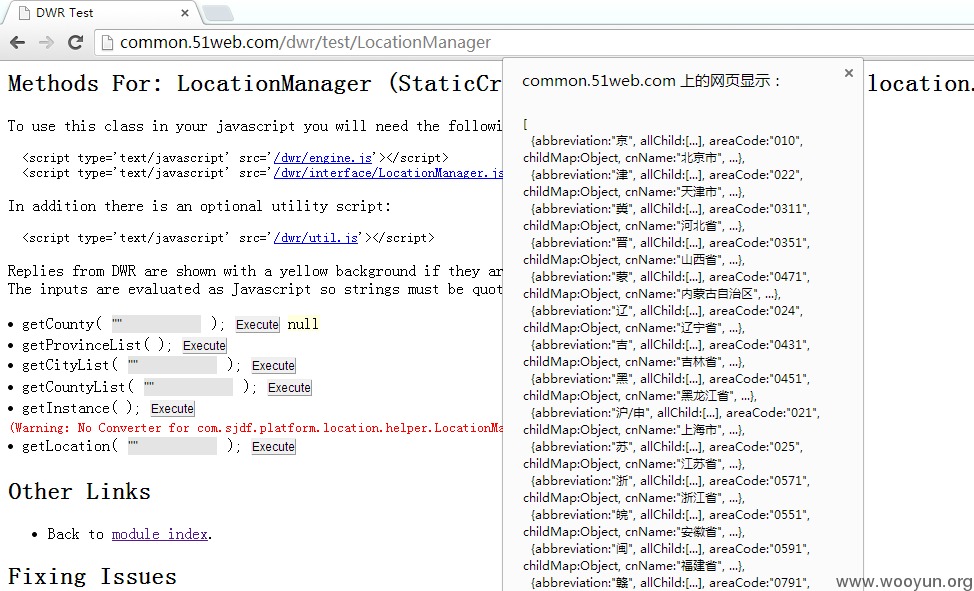 DWR Test
common.51web.com/dwr/test/LocationManager
Methods For: LocationManager (StaticCr
location.
To use this class in your javascript you will need the followi
<script type='text/javascript' src='/dwr/engine.js'></script>
<script type='text/javascript' src='/dwr/interface/LocationManager.js
In addition there is an optional utility script:
<script type='text/javascript' src='/dwr/util.js'></script>
Replies from DWR are shown with a yellow background if they ar
The inputs are evaluated as Javascript so strings must be quot
• getCounty( "" ); Execute null
• getProvinceList( ); Execute
• getCityList( "" ); Execute
• getCountyList( "" ); Execute
• getInstance( ); Execute
(Warning: No Converter for com.sjdf.platform.location.helper.LocationMa
• getLocation( "" ); Execute
Other Links
• Back to module index.
Fixing Issues
common.51web.com 上的网页显示：
[
{abbreviation:"京", allChild:[...], areaCode:"010",
childMap:Object, cnName:"北京市", ...},
{abbreviation:"津", allChild:[...], areaCode:"022",
childMap:Object, cnName:"天津市", ...},
{abbreviation:"冀", allChild:[...], areaCode:"0311",
childMap:Object, cnName:"河北省", ...},
{abbreviation:"晋", allChild:[...], areaCode:"0351",
childMap:Object, cnName:"山西省", ...},
{abbreviation:"蒙", allChild:[...], areaCode:"0471",
childMap:Object, cnName:"内蒙古自治区", ...},
{abbreviation:"辽", allChild:[...], areaCode:"024",
childMap:Object, cnName:"辽宁省", ...},
{abbreviation:"吉", allChild:[...], areaCode:"0431",
childMap:Object, cnName:"吉林省", ...},
{abbreviation:"黑", allChild:[...], areaCode:"0451",
childMap:Object, cnName:"黑龙江省", ...},
{abbreviation:"沪/申", allChild:[...], areaCode:"021",
childMap:Object, cnName:"上海市", ...},
{abbreviation:"苏", allChild:[...], areaCode:"025",
childMap:Object, cnName:"江苏省", ...},
{abbreviation:"浙", allChild:[...], areaCode:"0571",
childMap:Object, cnName:"浙江省", ...},
{abbreviation:"皖", allChild:[...], areaCode:"0551",
childMap:Object, cnName:"安徽省", ...},
{abbreviation:"闽", allChild:[...], areaCode:"0591",
childMap:Object, cnName:"福建省", ...},
{abbreviation:"赣", allChild:[...], areaCode:"0791",
www.wooyun.org